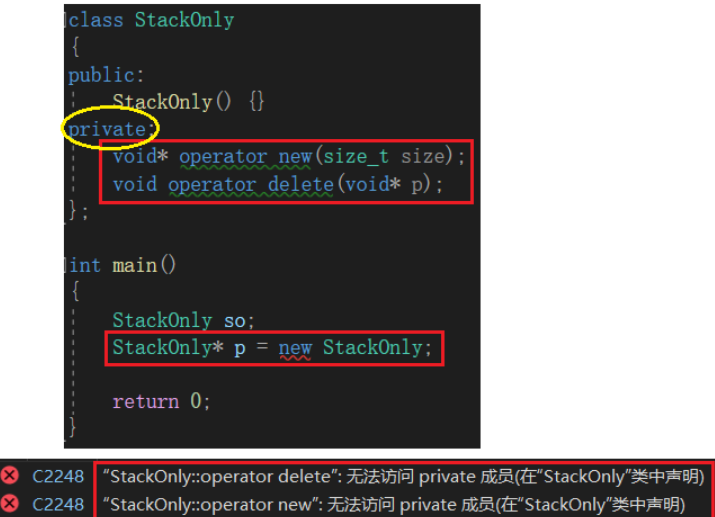 class StackOnly
{
public:
    StackOnly() {}
private:
    void* operator new(size_t size);
    void operator delete(void* p);
};
int main()
{
    StackOnly so;
    StackOnly* p = new StackOnly;
    return 0;
}
C2248 “StackOnly::operator delete”: 无法访问 private 成员(在“StackOnly”类中声明)
C2248 “StackOnly::operator new”: 无法访问 private 成员(在“StackOnly”类中声明)